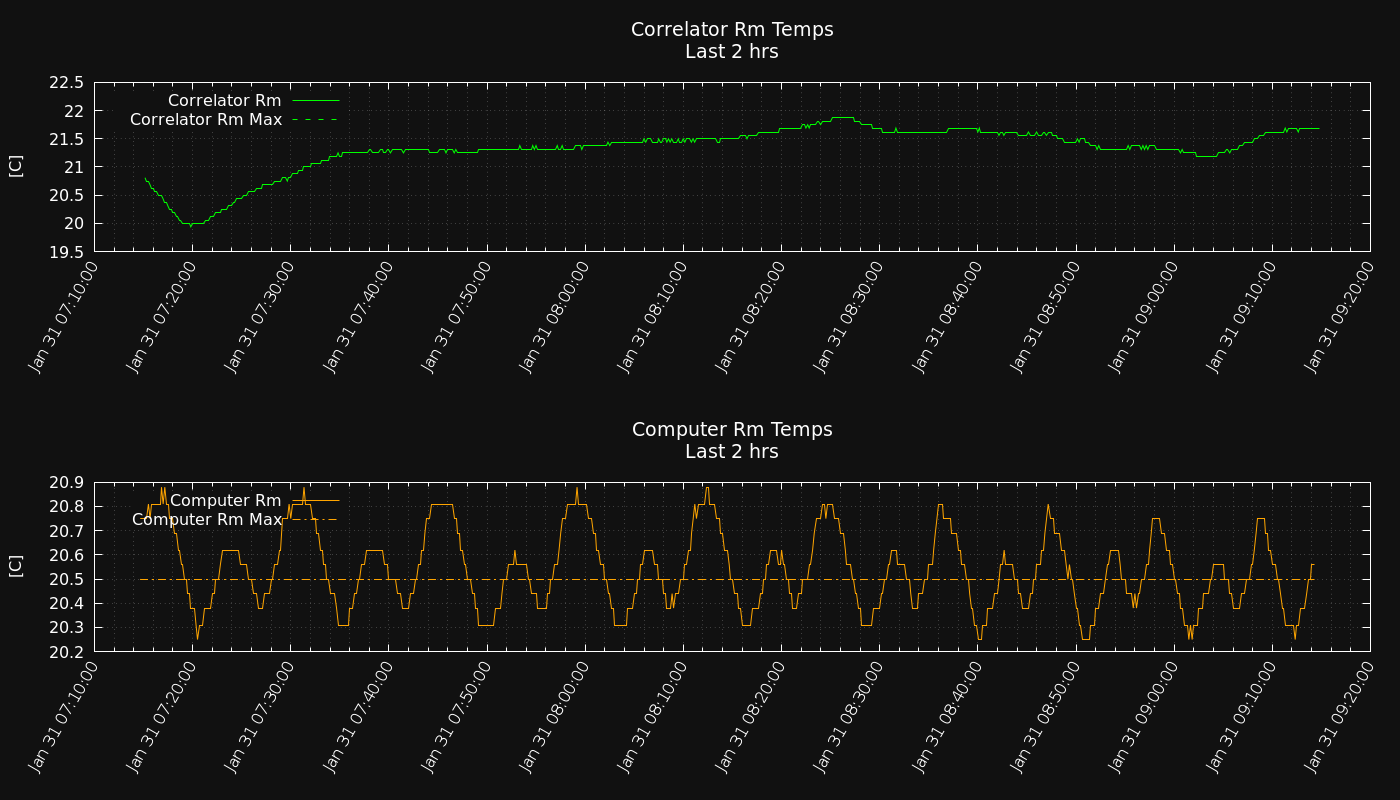 Correlator Rm Temps
Last 2 hrs
22.5
22
21.5
21
20.5
20
19.5
[C]
Correlator Rm
Correlator Rm Max
Jan 31 07:10:00
Jan 31 07:20:00
Jan 31 07:30:00
Jan 31 07:40:00
Jan 31 07:50:00
Jan 31 08:00:00
Jan 31 08:10:00
Jan 31 08:20:00
Jan 31 08:30:00
Jan 31 08:40:00
Jan 31 08:50:00
Jan 31 09:00:00
Jan 31 09:10:00
Jan 31 09:20:00
Computer Rm Temps
Last 2 hrs
20.9
20.8
20.7
20.6
20.5
20.4
20.3
20.2
[C]
Computer Rm
Computer Rm Max
Jan 31 07:10:00
Jan 31 07:20:00
Jan 31 07:30:00
Jan 31 07:40:00
Jan 31 07:50:00
Jan 31 08:00:00
Jan 31 08:10:00
Jan 31 08:20:00
Jan 31 08:30:00
Jan 31 08:40:00
Jan 31 08:50:00
Jan 31 09:00:00
Jan 31 09:10:00
Jan 31 09:20:00